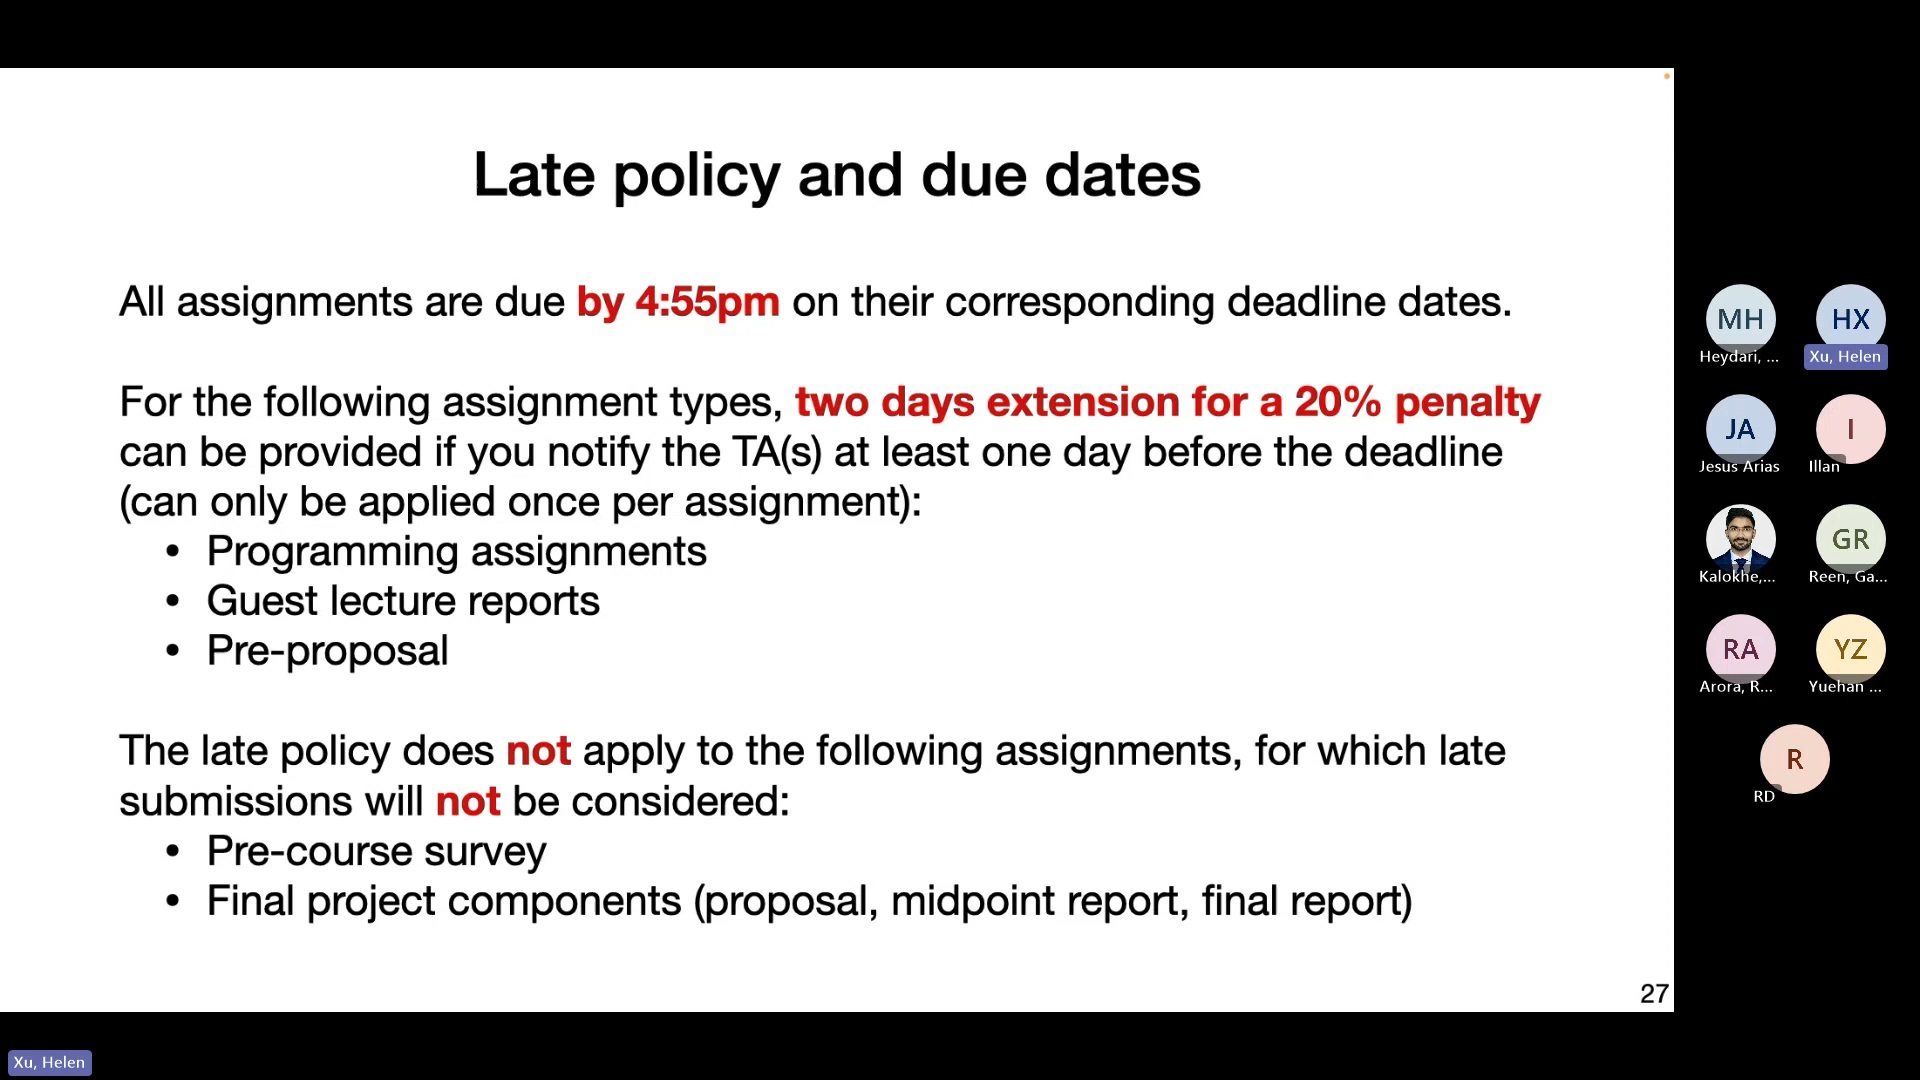 Late policy and due dates
All assignments are due by 4:55pm on their corresponding deadline dates.
For the following assignment types, two days extension for a 20% penalty
can be provided if you notify the TA(s) at least one day before the deadline
(can only be applied once per assignment):
• Programming assignments
• Guest lecture reports
• Pre-proposal
The late policy does not apply to the following assignments, for which late
submissions will not be considered:
• Pre-course survey
• Final project components (proposal, midpoint report, final report)
27
MH
Heydari, ...
HX
Xu, Helen
JA
Jesus Arias
I
Illan
Kalokhe,...
GR
Reen, Ga...
RA
Arora, R...
YZ
Yuehan ...
R
RD
Xu, Helen